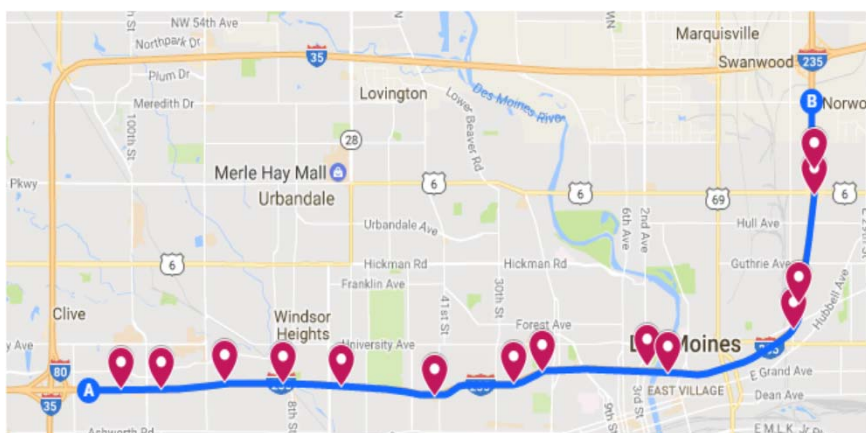 NW 54th Ave
Northpark Dr
35
Marquisville
Swanwood
235
Plum Dr
Lovington
Des Moines River
Meredith Dr
100th St
Lower Beaver Rd
B
Norwo
28
Merle Hay Mall
Pkwy
Urbandale
6
6
69
6
Urbandale Ave
6th Ave
2nd Ave
Hull Ave
6
Hickman Rd
Hickman Rd
Guthrie Ave
Franklin Ave
41st St
30th St
Hubbell Ave
Clive
Windsor
Heights
Forest Ave
University Ave
Moines
80
A
E Grand Ave
EAST VILLAGE
Dean Ave
35
8th St
9th St
3rd St
Ashworth Rd
E M.L.K. Jr P